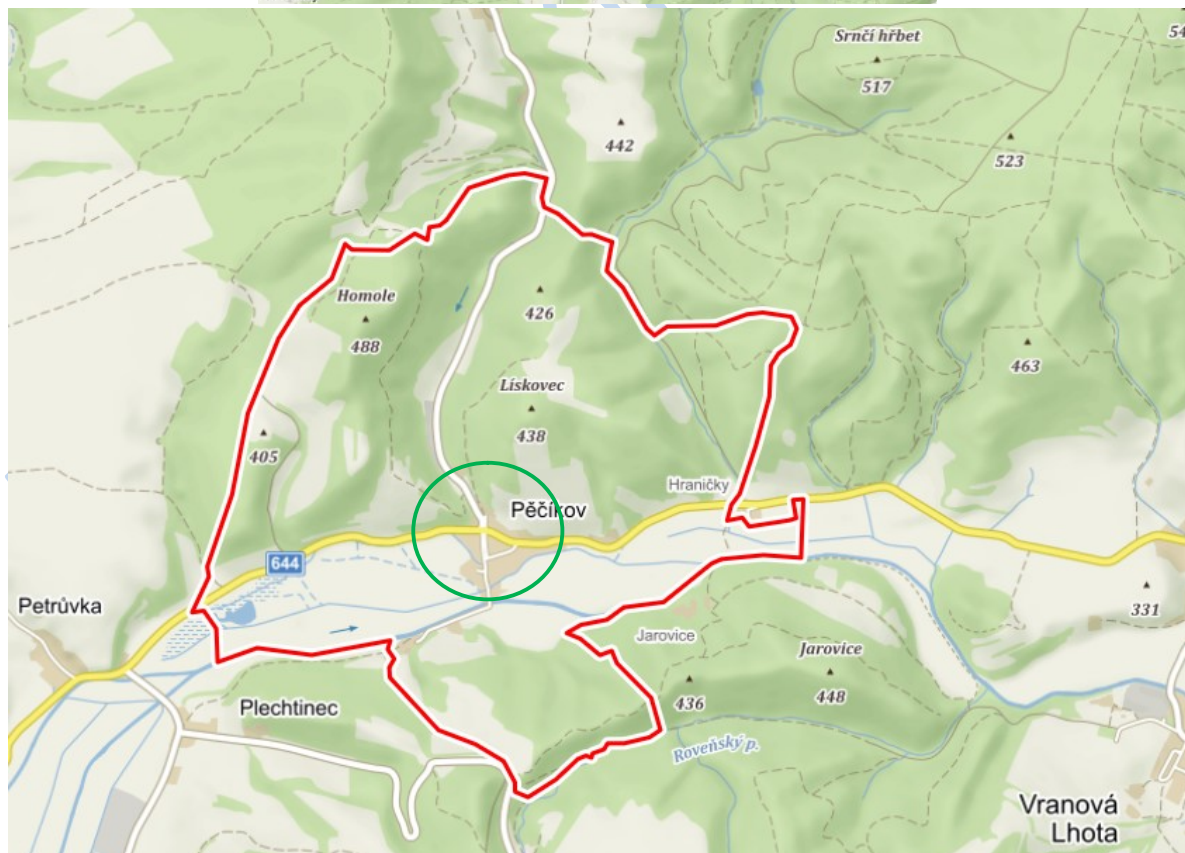 Srnčí hřbet
517
54
442
523
Homole
488
426
463
Lískovec
438
405
Hraničky
Pěčíkov
644
331
Petrůvka
Jarovice
Jarovice
448
436
Plechtinec
Roveňský p.
Vranová
Lhota